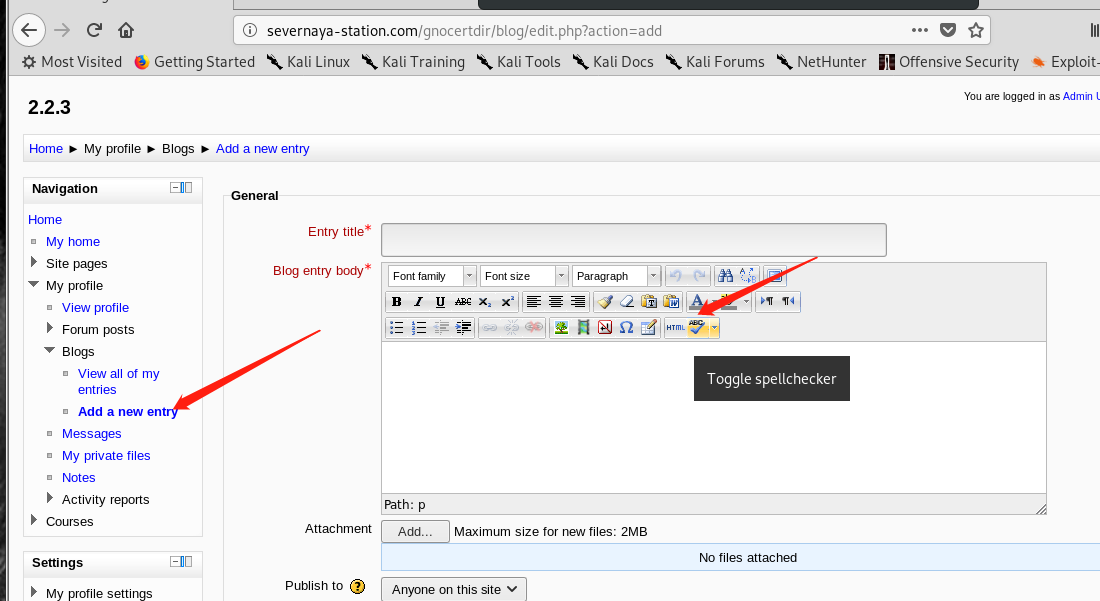 severnaya-station.com/gnocertdir/blog/edit.php?action=add
Most Visited Getting Started Kali Linux Kali Training Kali Tools Kali Docs Kali Forums NetHunter Offensive Security Exploit-
2.2.3
You are logged in as Admin U
Home ► My profile ► Blogs ► Add a new entry
Navigation
Home
My home
Site pages
My profile
View profile
Forum posts
Blogs
View all of my
entries
Add a new entry
Messages
My private files
Notes
Activity reports
Courses
Settings
My profile settings
General
Entry title*
Blog entry body*
Font family Font size Paragraph
B I U ABC X₂ X²
HTML ABC
Toggle spellchecker
Path: p
Attachment
Add... Maximum size for new files: 2MB
No files attached
Publish to
Anyone on this site